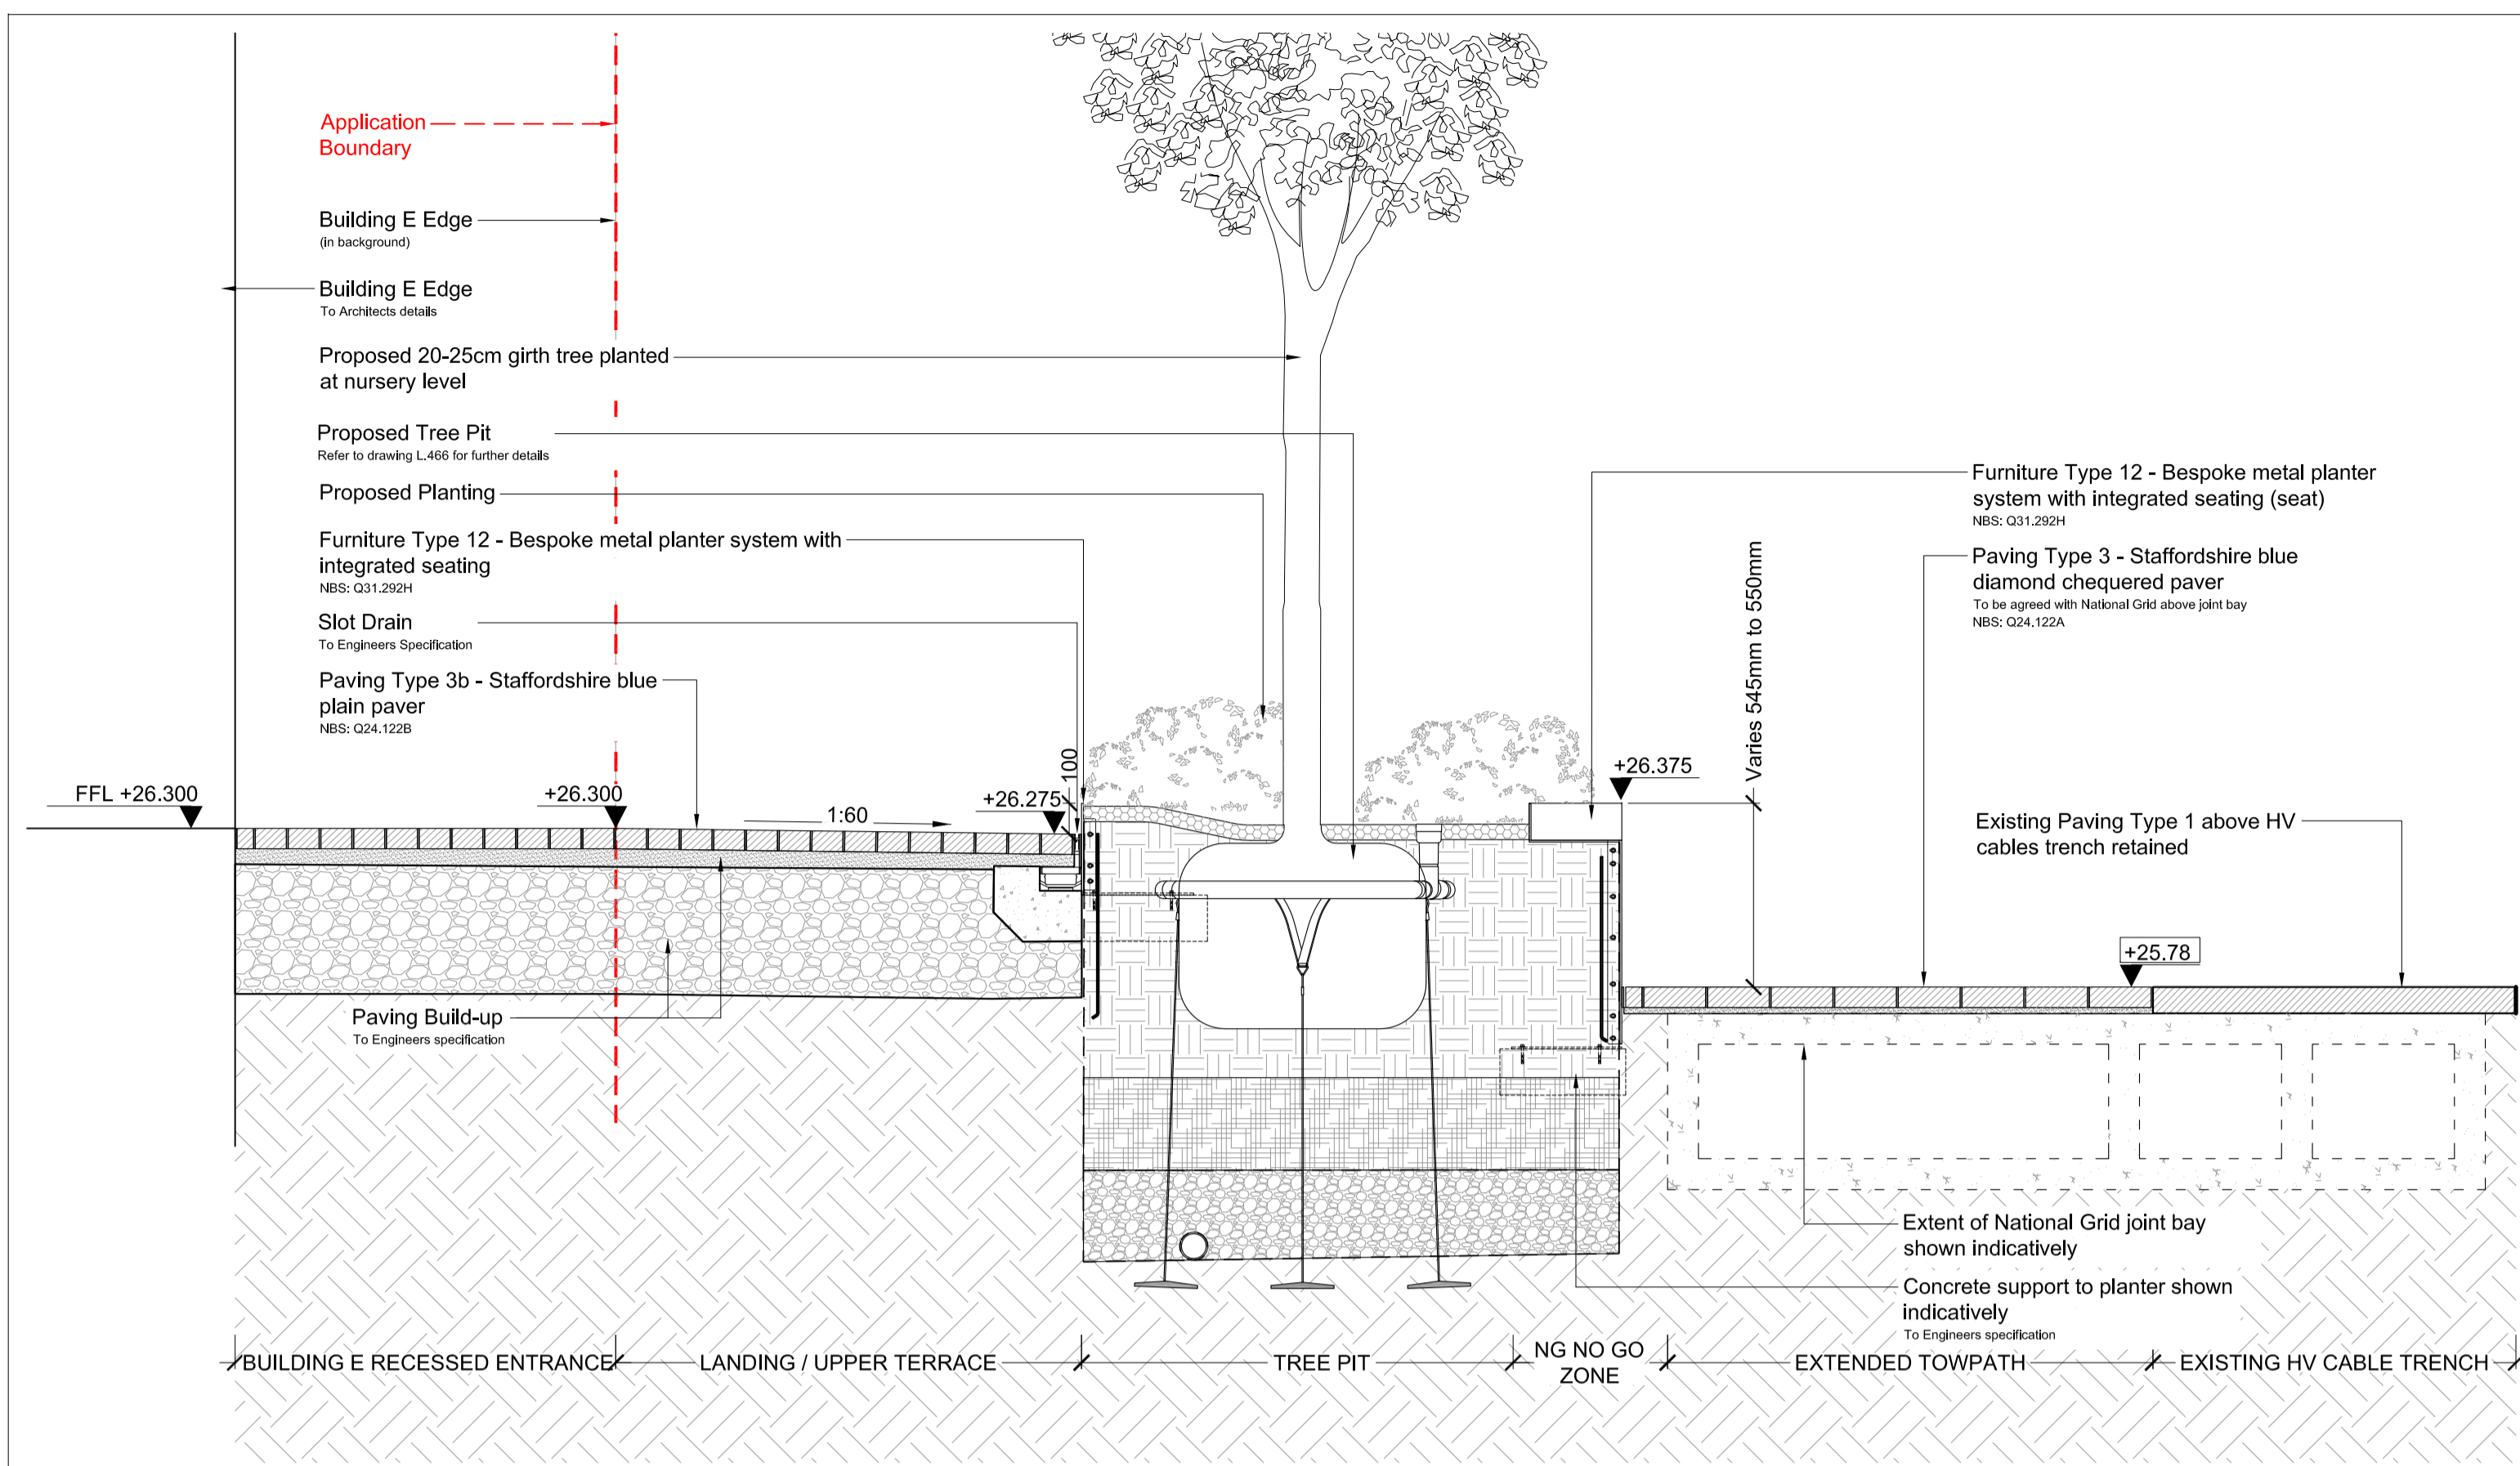 Application
Boundary
Building E Edge
(in background)
Building E Edge
To Architects details
Proposed 20-25cm girth tree planted
at nursery level
Proposed Tree Pit
Refer to drawing L.466 for further details
Proposed Planting
Furniture Type 12 - Bespoke metal planter system with
integrated seating
NBS: Q31.292H
Slot Drain
To Engineers Specification
Paving Type 3b - Staffordshire blue
plain paver
NBS: Q24.122B
FFL +26.300
+26.300
1:60
+26.275
100
Paving Build-up
To Engineers specification
+26.375
Varies 545mm to 550mm
Furniture Type 12 - Bespoke metal planter
system with integrated seating (seat)
NBS: Q31.292H
Paving Type 3 - Staffordshire blue
diamond chequered paver
To be agreed with National Grid above joint bay
NBS: Q24.122A
Existing Paving Type 1 above HV
cables trench retained
+25.78
Extent of National Grid joint bay
shown indicatively
Concrete support to planter shown
indicatively
To Engineers specification
BUILDING E RECESSED ENTRANCE
LANDING / UPPER TERRACE
TREE PIT
NG NO GO
ZONE
EXTENDED TOWPATH
EXISTING HV CABLE TRENCH